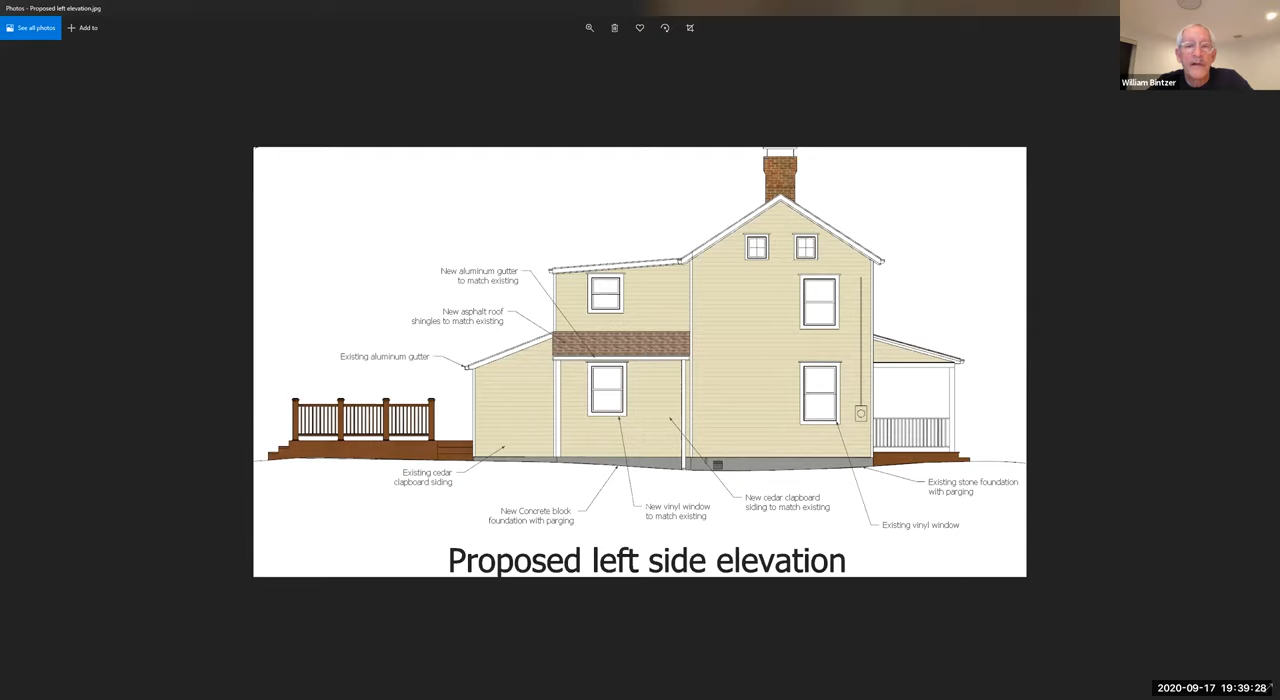 Photos - Proposed left elevation.jpg
See all photos
Add to
William Bintzer
New aluminum gutter
to match existing
New asphalt roof
shingles to match existing
Existing aluminum gutter
Existing cedar
clapboard siding
New Concrete block
foundation with parging
New vinyl window
to match existing
New cedar clapboard
siding to match existing
Existing stone foundation
with parging
Existing vinyl window
Proposed left side elevation
2020-09-17 19:39:28